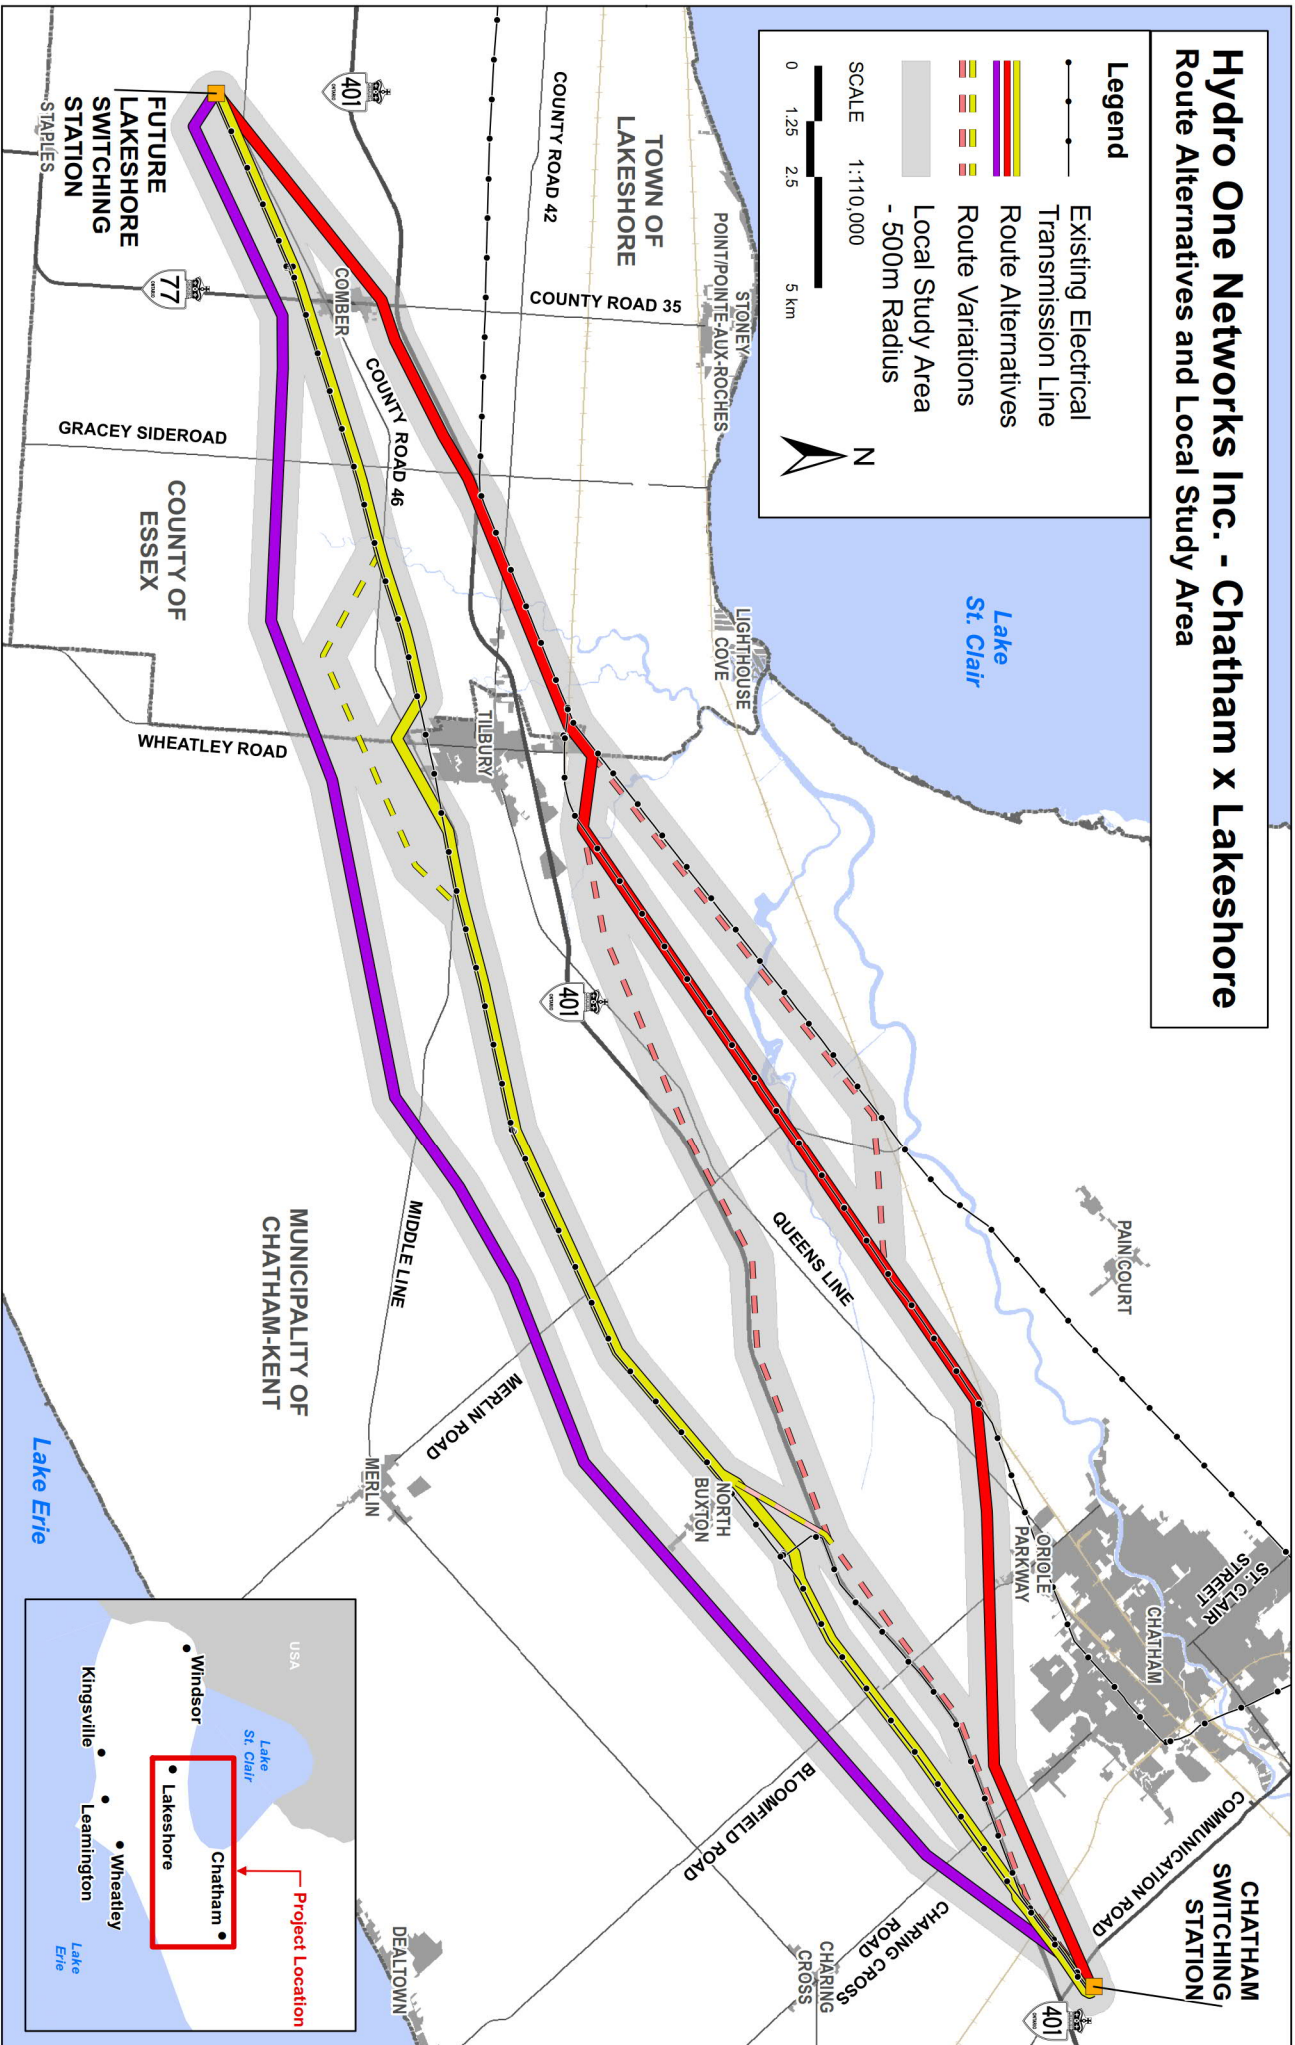 Hydro One Networks Inc. - Chatham x Lakeshore
Route Alternatives and Local Study Area
Legend
Existing Electrical
Transmission Line
Route Alternatives
Route Variations
Local Study Area
- 500m Radius
SCALE 1:110,000
0 1.25 2.5 5 km
N
Lake
St. Clair
TOWN OF
LAKESHORE
STONEY
POINT/POINTE-AUX-ROCHES
LIGHTHOUSE
COVE
COUNTY ROAD 42
COUNTY ROAD 35
401
ONTARIO
COMBER
COUNTY ROAD 46
FUTURE
LAKESHORE
SWITCHING
STATION
STAPLES
77
ONTARIO
GRACEY SIDEROAD
COUNTY OF
ESSEX
WHEATLEY ROAD
TILBURY
401
ONTARIO
PAIN COURT
QUEENS LINE
MIDDLE LINE
MUNICIPALITY OF
CHATHAM-KENT
MERLIN ROAD
MERLIN
NORTH
BUXTON
ORIOLE
PARKWAY
ST. CLAIR
STREET
CHATHAM
BLOOMFIELD ROAD
COMMUNICATION ROAD
CHATHAM
SWITCHING
STATION
CHARING CROSS
ROAD
CHARING
CROSS
401
ONTARIO
DEALTOWN
Lake Erie
USA
Windsor
Lake
St. Clair
Kingsville
Lakeshore
Leamington
Wheatley
Chatham
Project Location
Lake
Erie